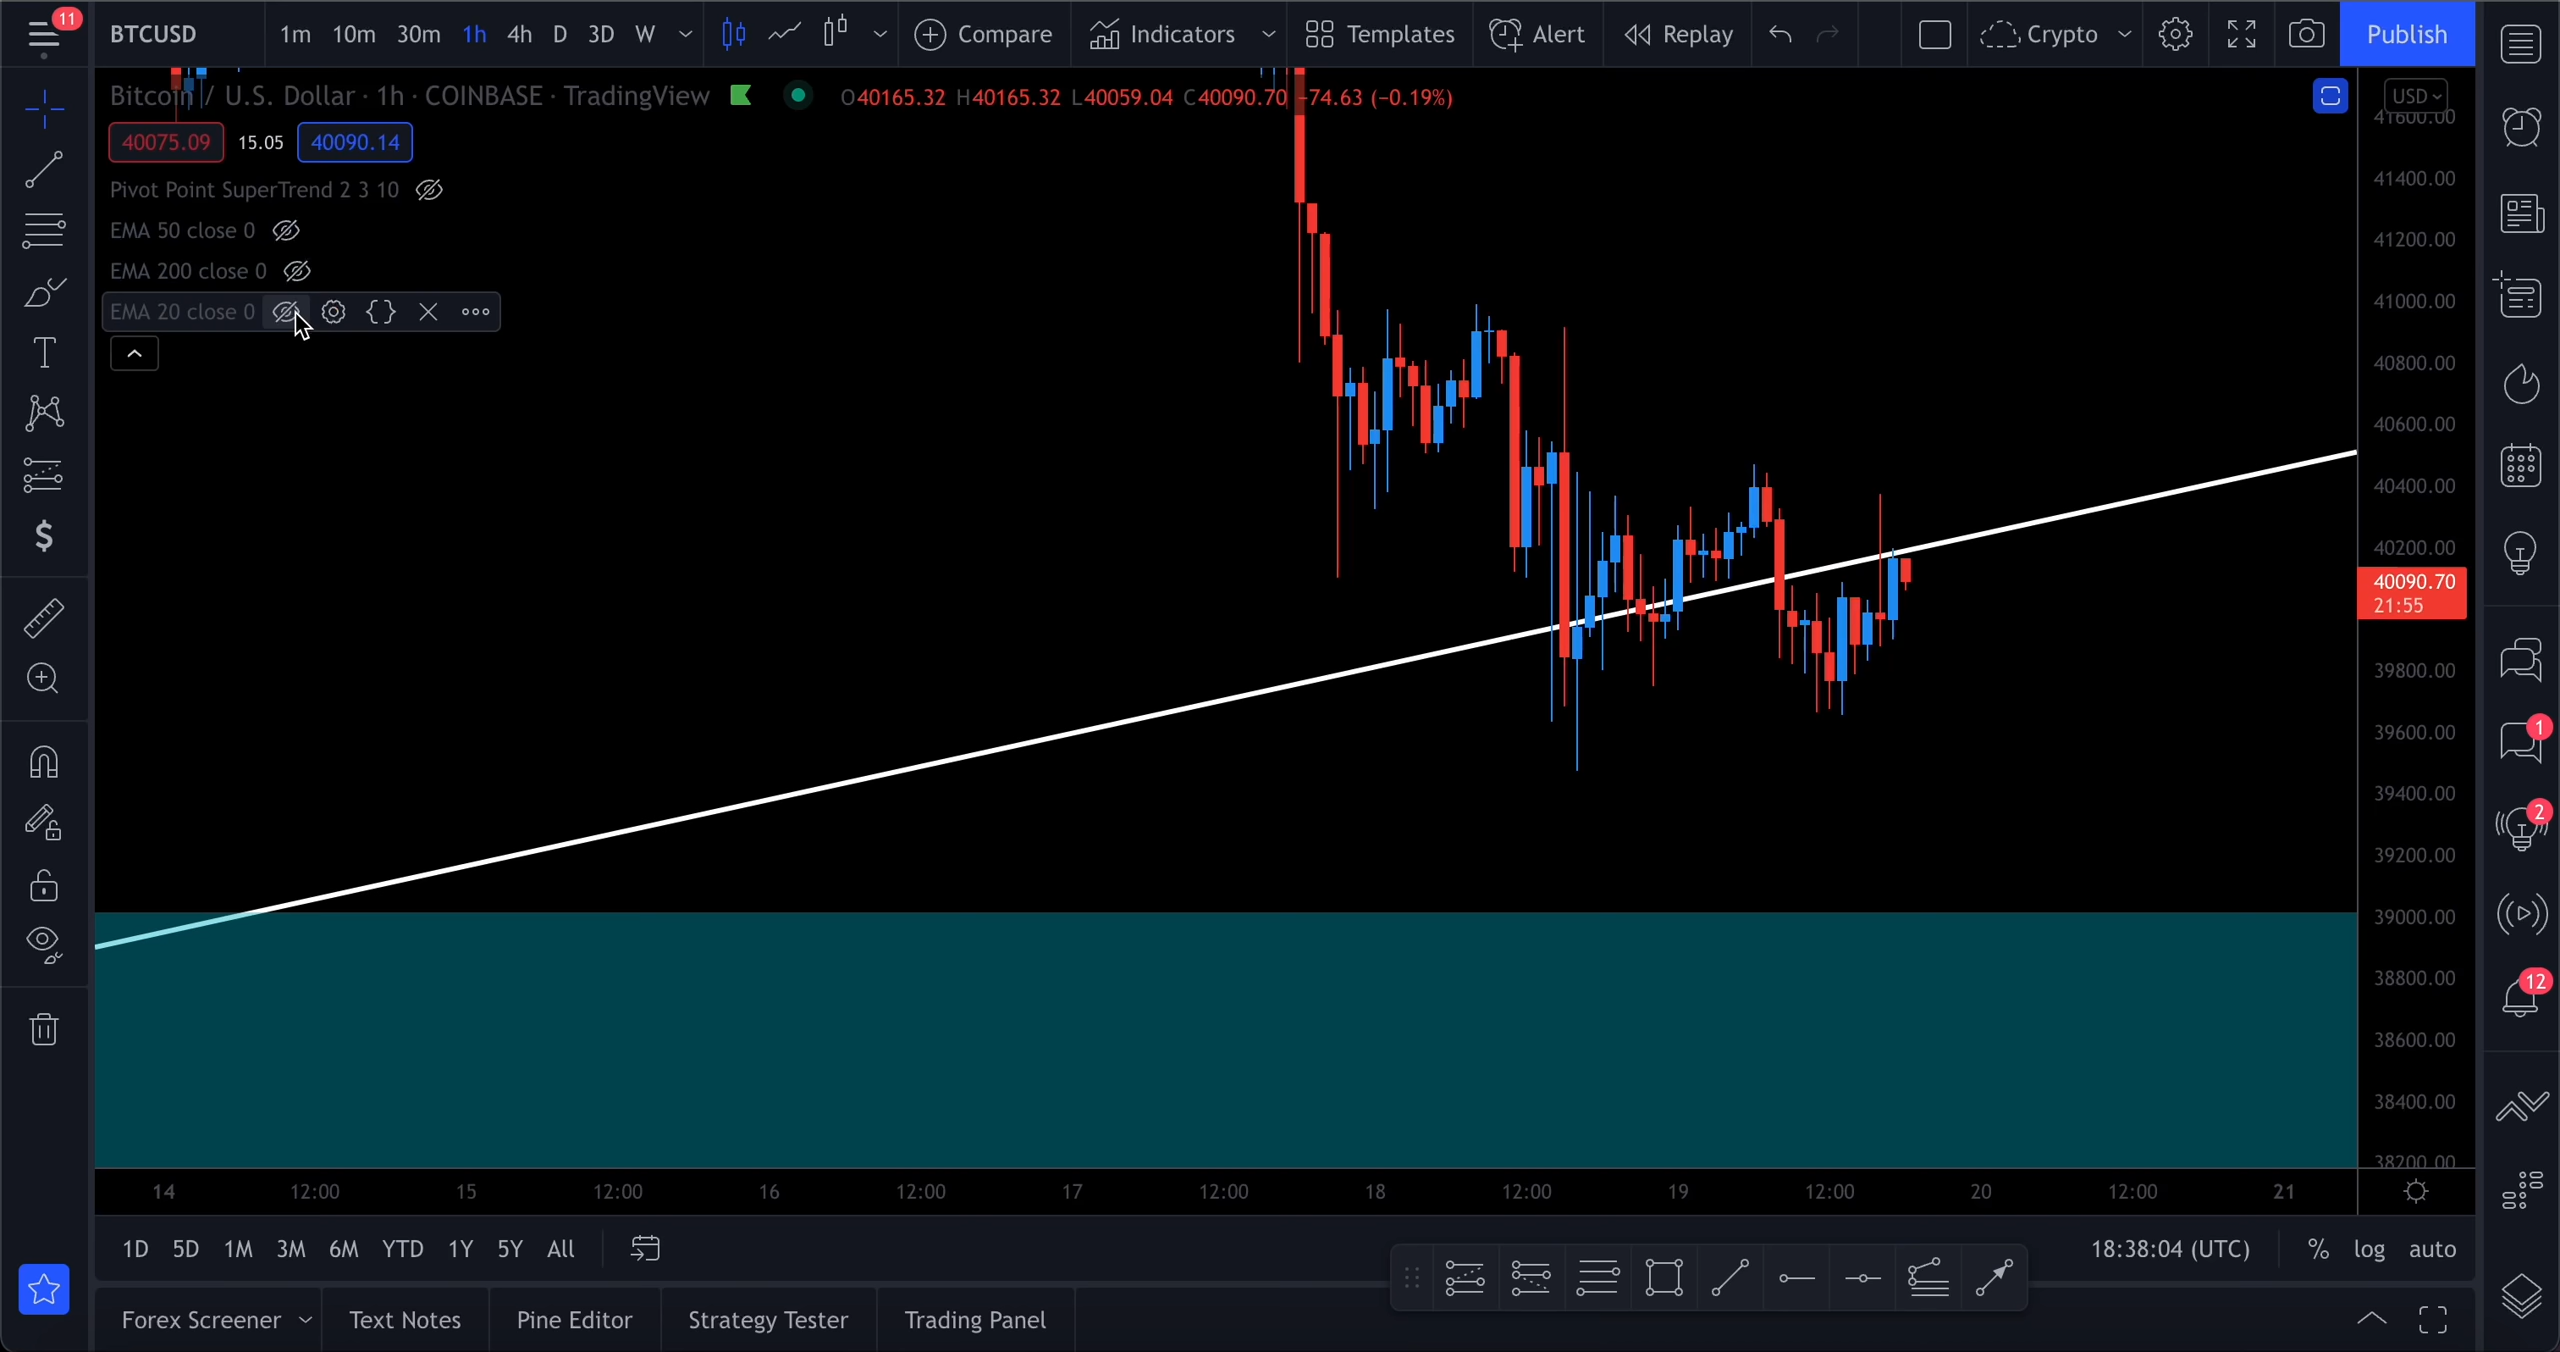 11 BTCUSD 1m 10m 30m 1h 4h D 3D W Compare Indicators Templates Alert Replay Crypto Publish
Bitcoin / U.S. Dollar · 1h · COINBASE · TradingView O40165.32 H40165.32 L40059.04 C40090.70 −74.63 (−0.19%) USD
40075.09 15.05 40090.14
Pivot Point SuperTrend 2 3 10
EMA 50 close 0
EMA 200 close 0
EMA 20 close 0
41600.00
41400.00
41200.00
41000.00
40800.00
40600.00
40400.00
40200.00
40090.70
21:55
39800.00
39600.00
39400.00
39200.00
39000.00
38800.00
38600.00
38400.00
38200.00
1
2
12
14 12:00 15 12:00 16 12:00 17 12:00 18 12:00 19 12:00 20 12:00 21
1D 5D 1M 3M 6M YTD 1Y 5Y All 18:38:04 (UTC) % log auto
Forex Screener Text Notes Pine Editor Strategy Tester Trading Panel